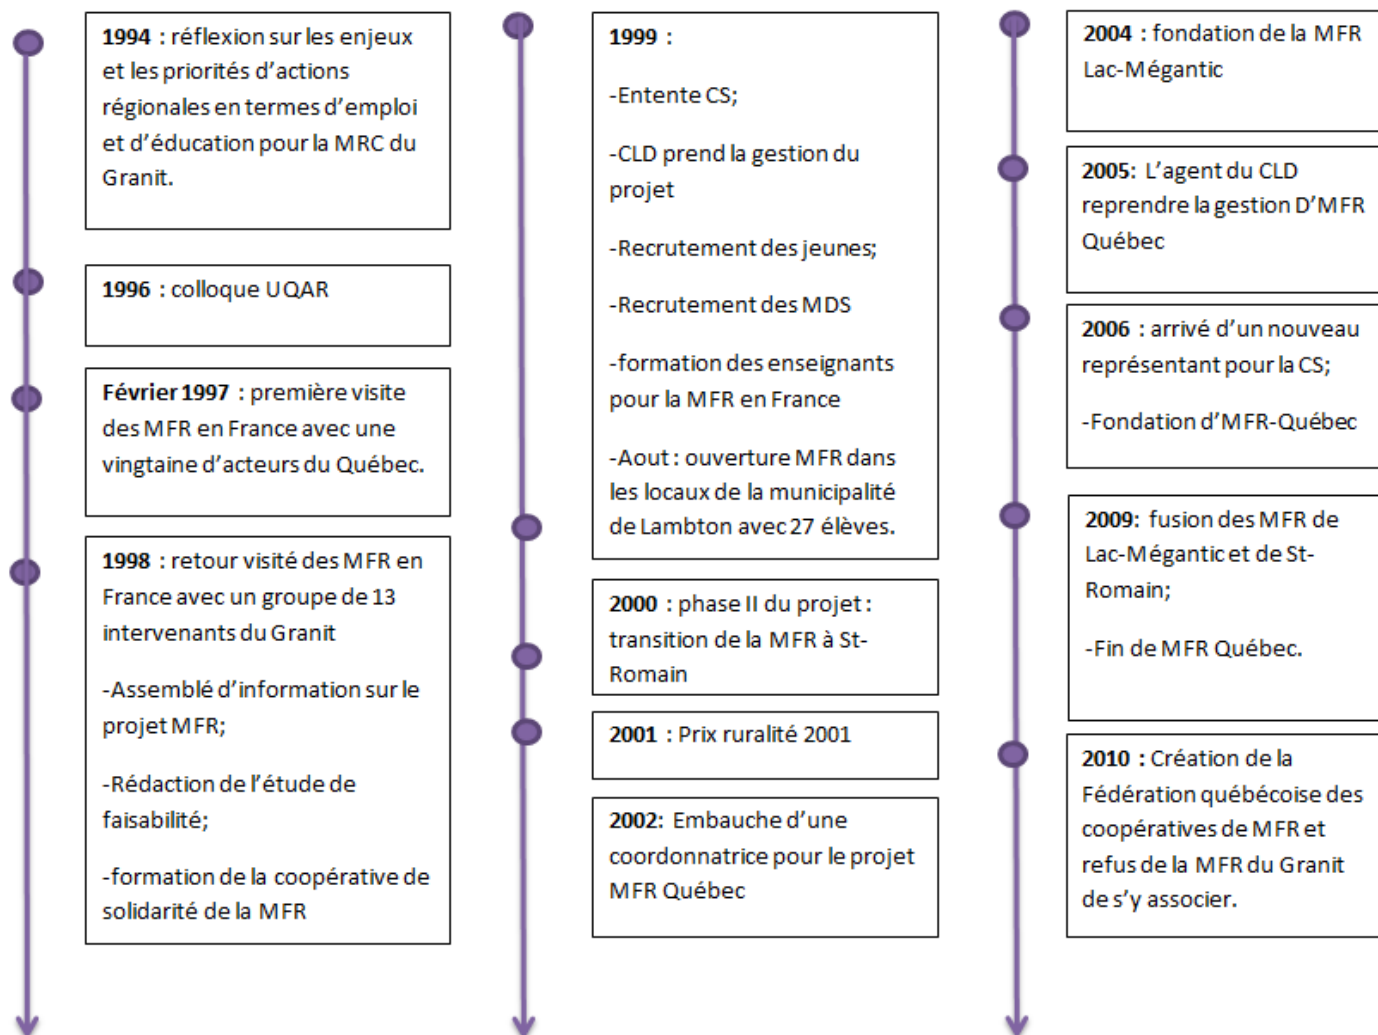 1994 : réflexion sur les enjeux
et les priorités d'actions
régionales en termes d'emploi
et d'éducation pour la MRC du
Granit.
1996 : colloque UQAR
Février 1997 : première visite
des MFR en France avec une
vingtaine d'acteurs du Québec.
1998 : retour visité des MFR en
France avec un groupe de 13
intervenants du Granit
-Assemblé d'information sur le
projet MFR;
-Rédaction de l'étude de
faisabilité;
-formation de la coopérative de
solidarité de la MFR
1999 :
-Entente CS;
-CLD prend la gestion du
projet
-Recrutement des jeunes;
-Recrutement des MDS
-formation des enseignants
pour la MFR en France
-Aout : ouverture MFR dans
les locaux de la municipalité
de Lambton avec 27 élèves.
2000 : phase II du projet :
transition de la MFR à St-
Romain
2001 : Prix ruralité 2001
2002: Embauche d'une
coordonnatrice pour le projet
MFR Québec
2004 : fondation de la MFR
Lac-Mégantic
2005: L'agent du CLD
reprendre la gestion D'MFR
Québec
2006 : arrivé d'un nouveau
représentant pour la CS;
-Fondation d'MFR-Québec
2009: fusion des MFR de
Lac-Mégantic et de St-
Romain;
-Fin de MFR Québec.
2010 : Création de la
Fédération québécoise des
coopératives de MFR et
refus de la MFR du Granit
de s'y associer.